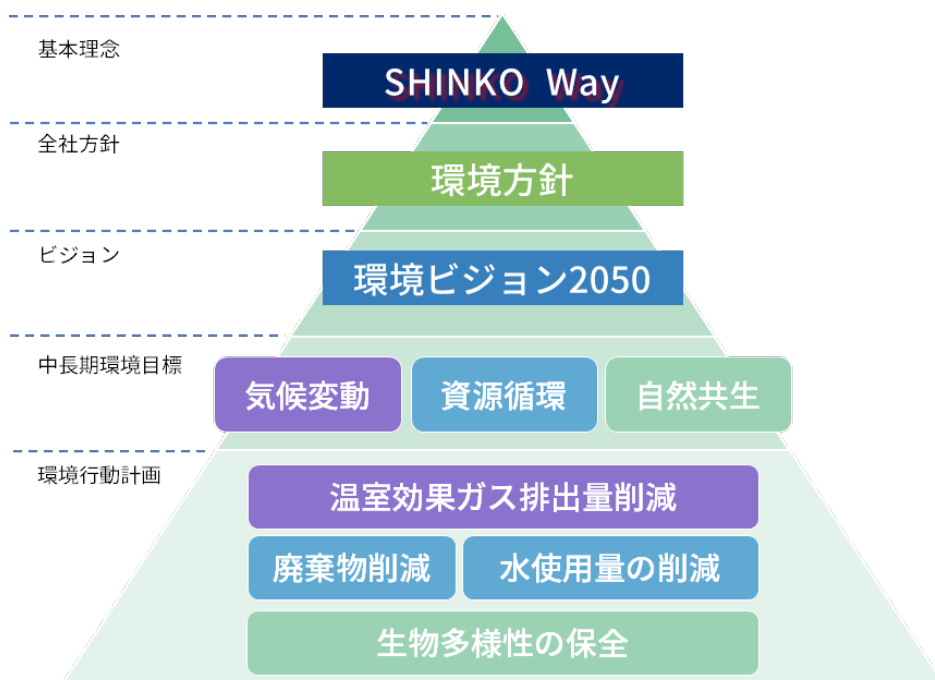 基本理念
SHINKO Way
全社方針
環境方針
ビジョン
環境ビジョン2050
中長期環境目標
気候変動 資源循環 自然共生
環境行動計画
温室効果ガス排出量削減
廃棄物削減 水使用量の削減
生物多様性の保全